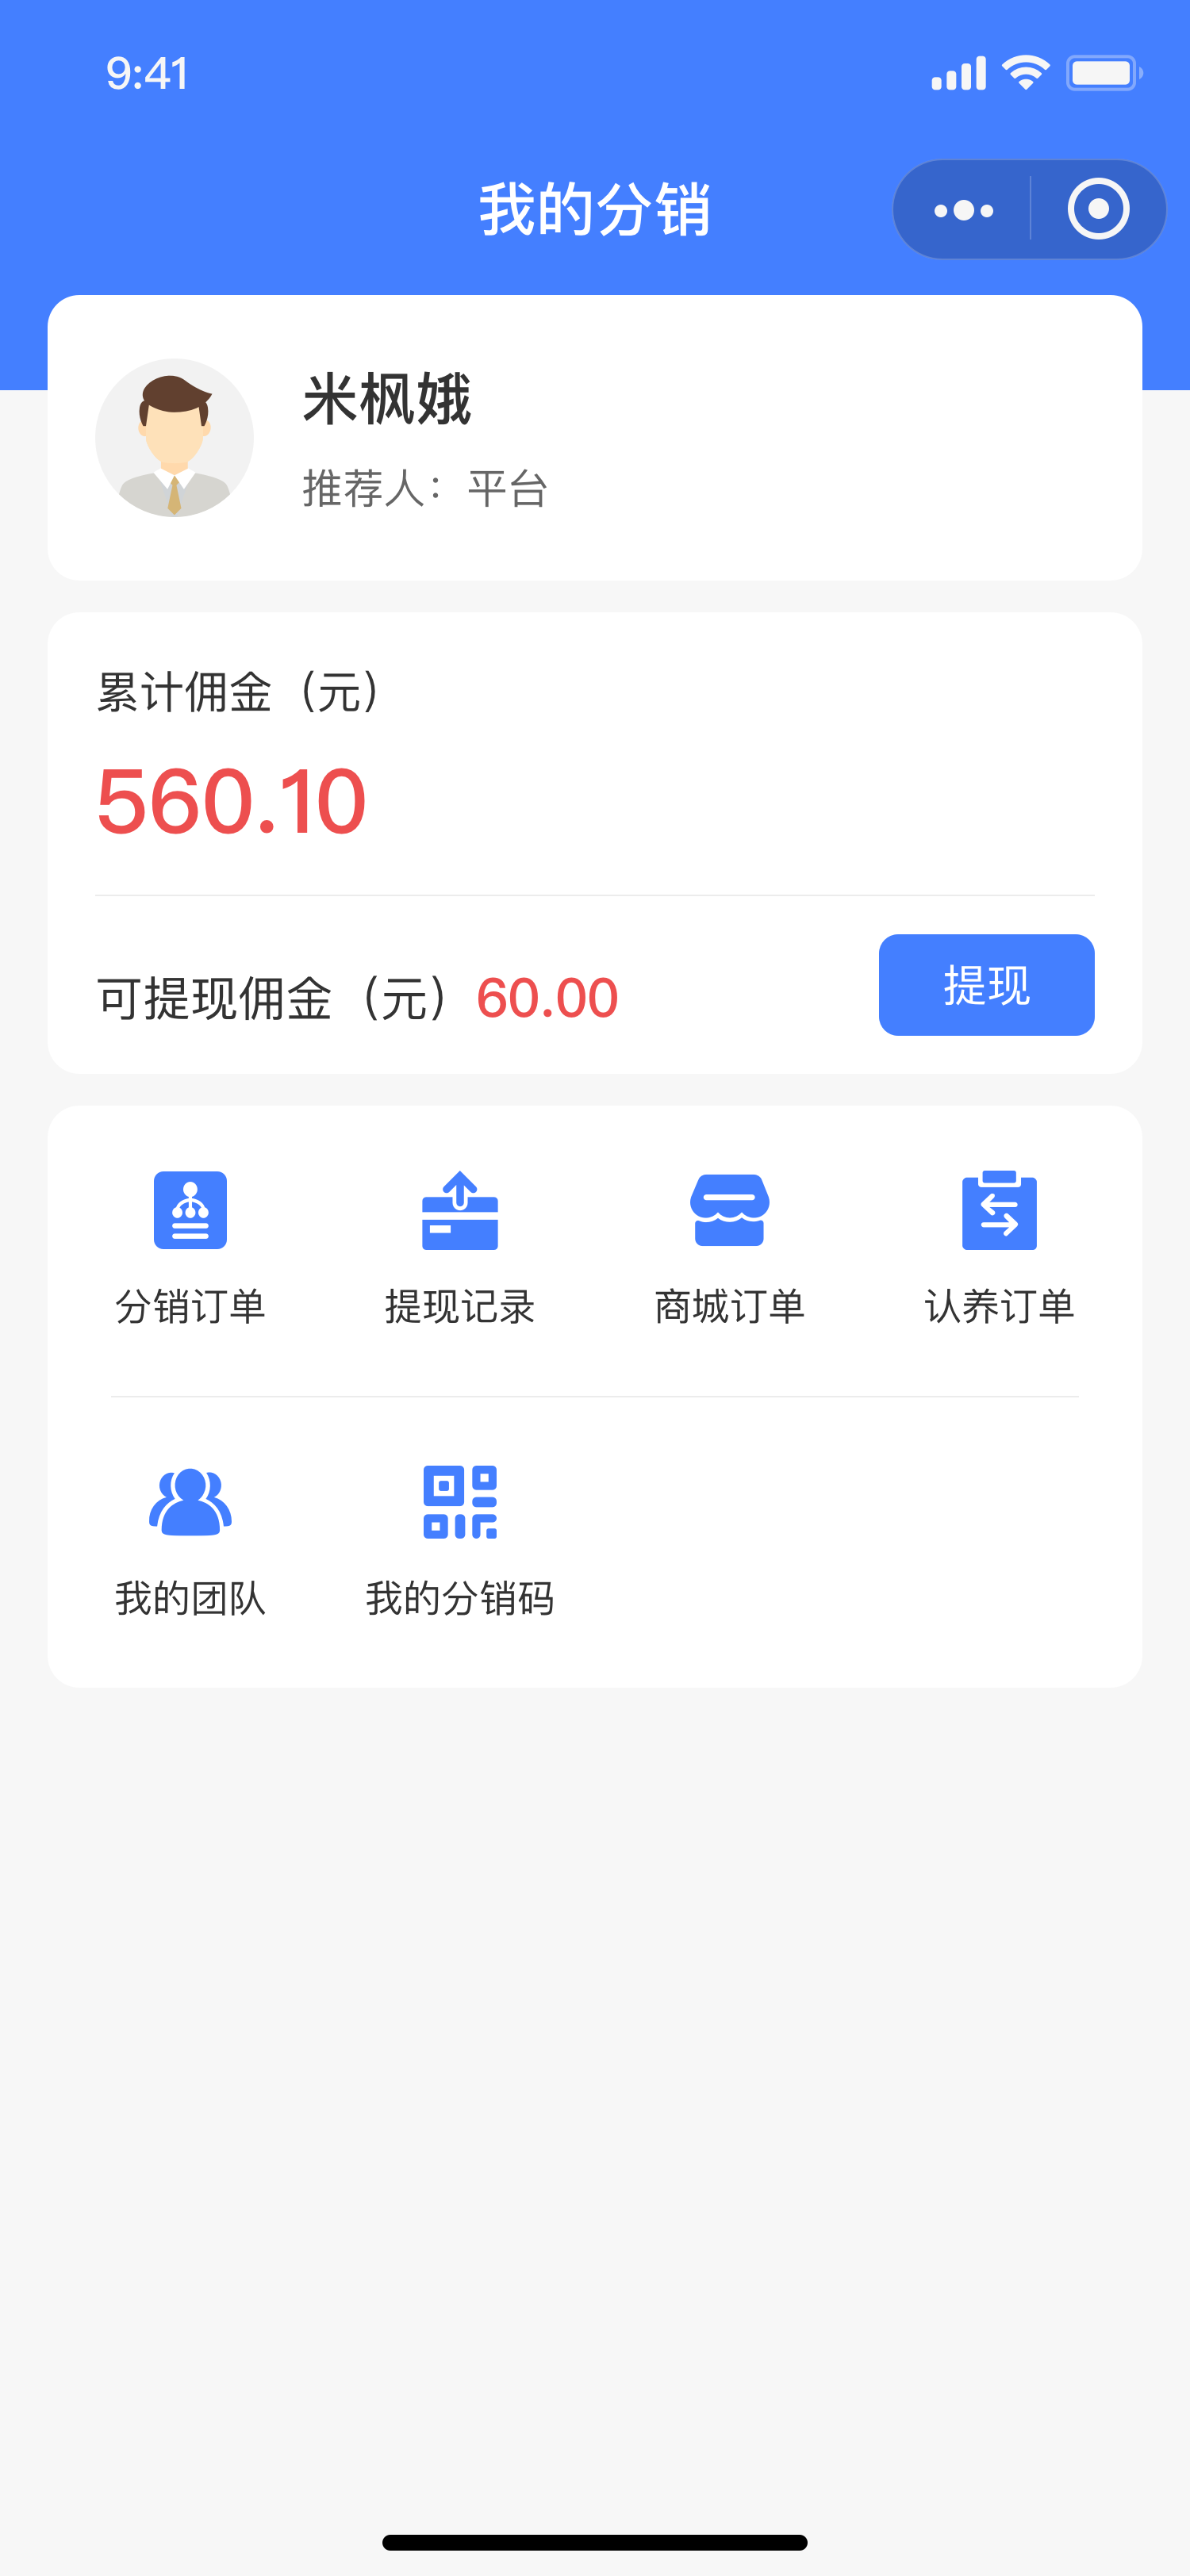 9:41
我的分销
米枫娥
推荐人：平台
累计佣金（元）
560.10
可提现佣金（元）60.00
提现
分销订单 提现记录 商城订单 认养订单
我的团队 我的分销码